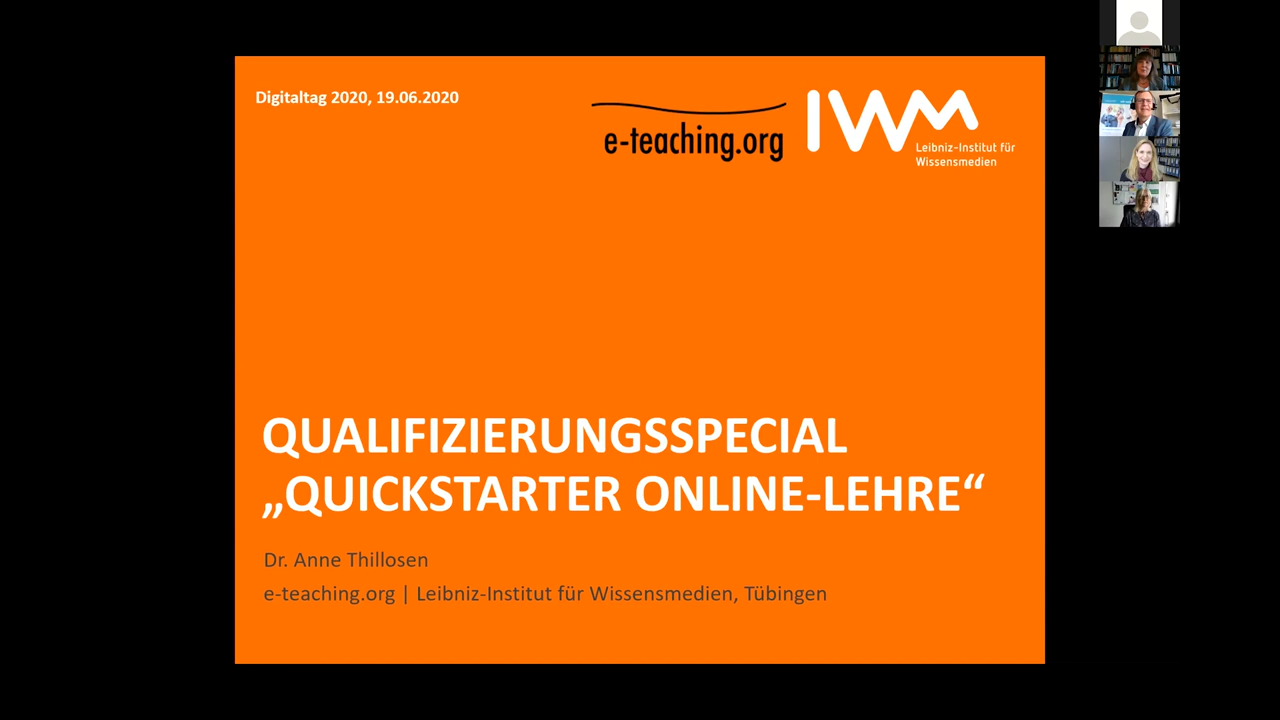 Digitaltag 2020, 19.06.2020
e-teaching.org
IWM
Leibniz-Institut für
Wissensmedien
QUALIFIZIERUNGSSPECIAL
„QUICKSTARTER ONLINE-LEHRE“
Dr. Anne Thillosen
e-teaching.org | Leibniz-Institut für Wissensmedien, Tübingen